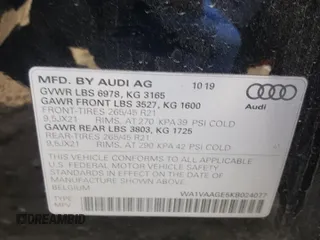 MFD. BY AUDI AG 10 19
GVWR LBS 6978, KG 3165
GAWR FRONT LBS 3527, KG 1600
FRONT-TIRES 265/45 R21
9,5JX21 RIMS, AT 270 KPA 39 PSI COLD
GAWR REAR LBS 3803, KG 1725
REAR-TIRES 265/45 R21
9,5JX21 RIMS, AT 290 KPA 42 PSI COLD
Audi
THIS VEHICLE CONFORMS TO ALL APPLICABLE
U.S. FEDERAL MOTOR VEHICLE SAFETY STANDARDS
IN EFFECT ON THE DATE OF MANUFACTURE SHOWN ABOVE.
BELGIUM WA1VAAGE6KB024077
TYPE: MPV
DREAMBID